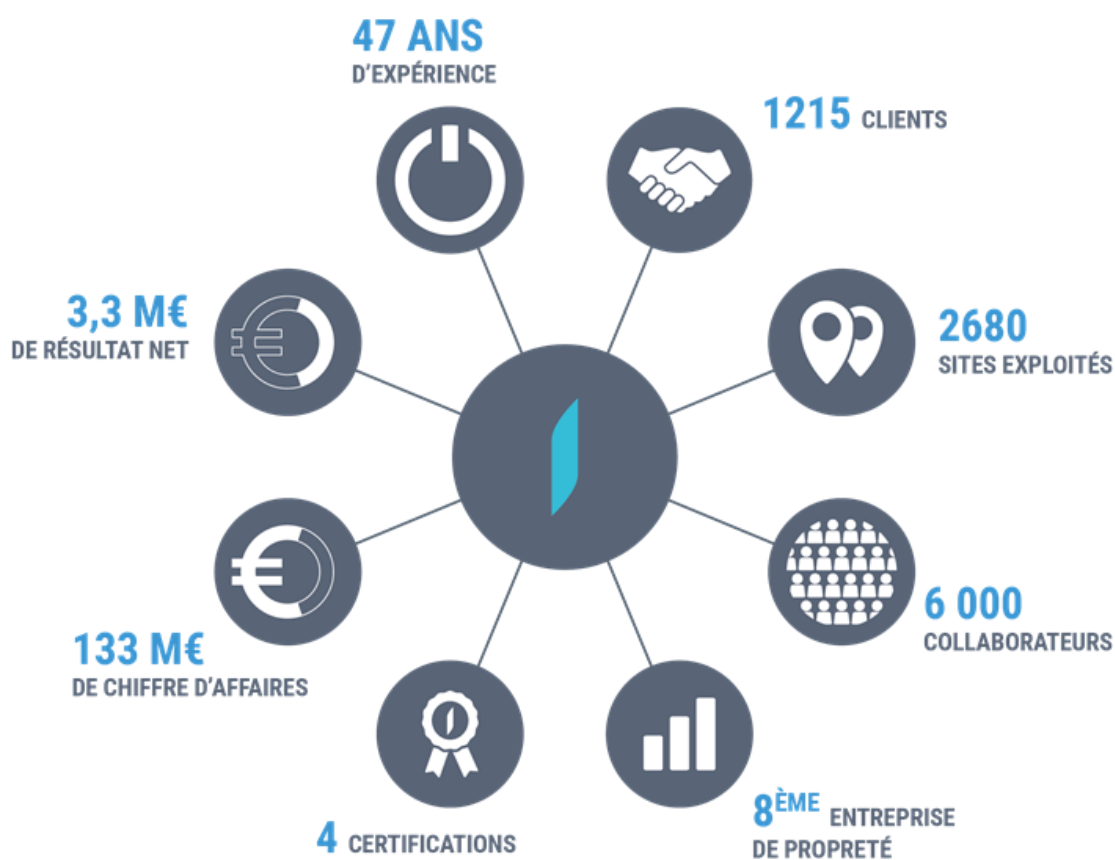 47 ANS
D'EXPÉRIENCE
1215 CLIENTS
3,3 M€
DE RÉSULTAT NET
2680
SITES EXPLOITÉS
133 M€
DE CHIFFRE D'AFFAIRES
6 000
COLLABORATEURS
4 CERTIFICATIONS
8ÈME ENTREPRISE
DE PROPRETÉ